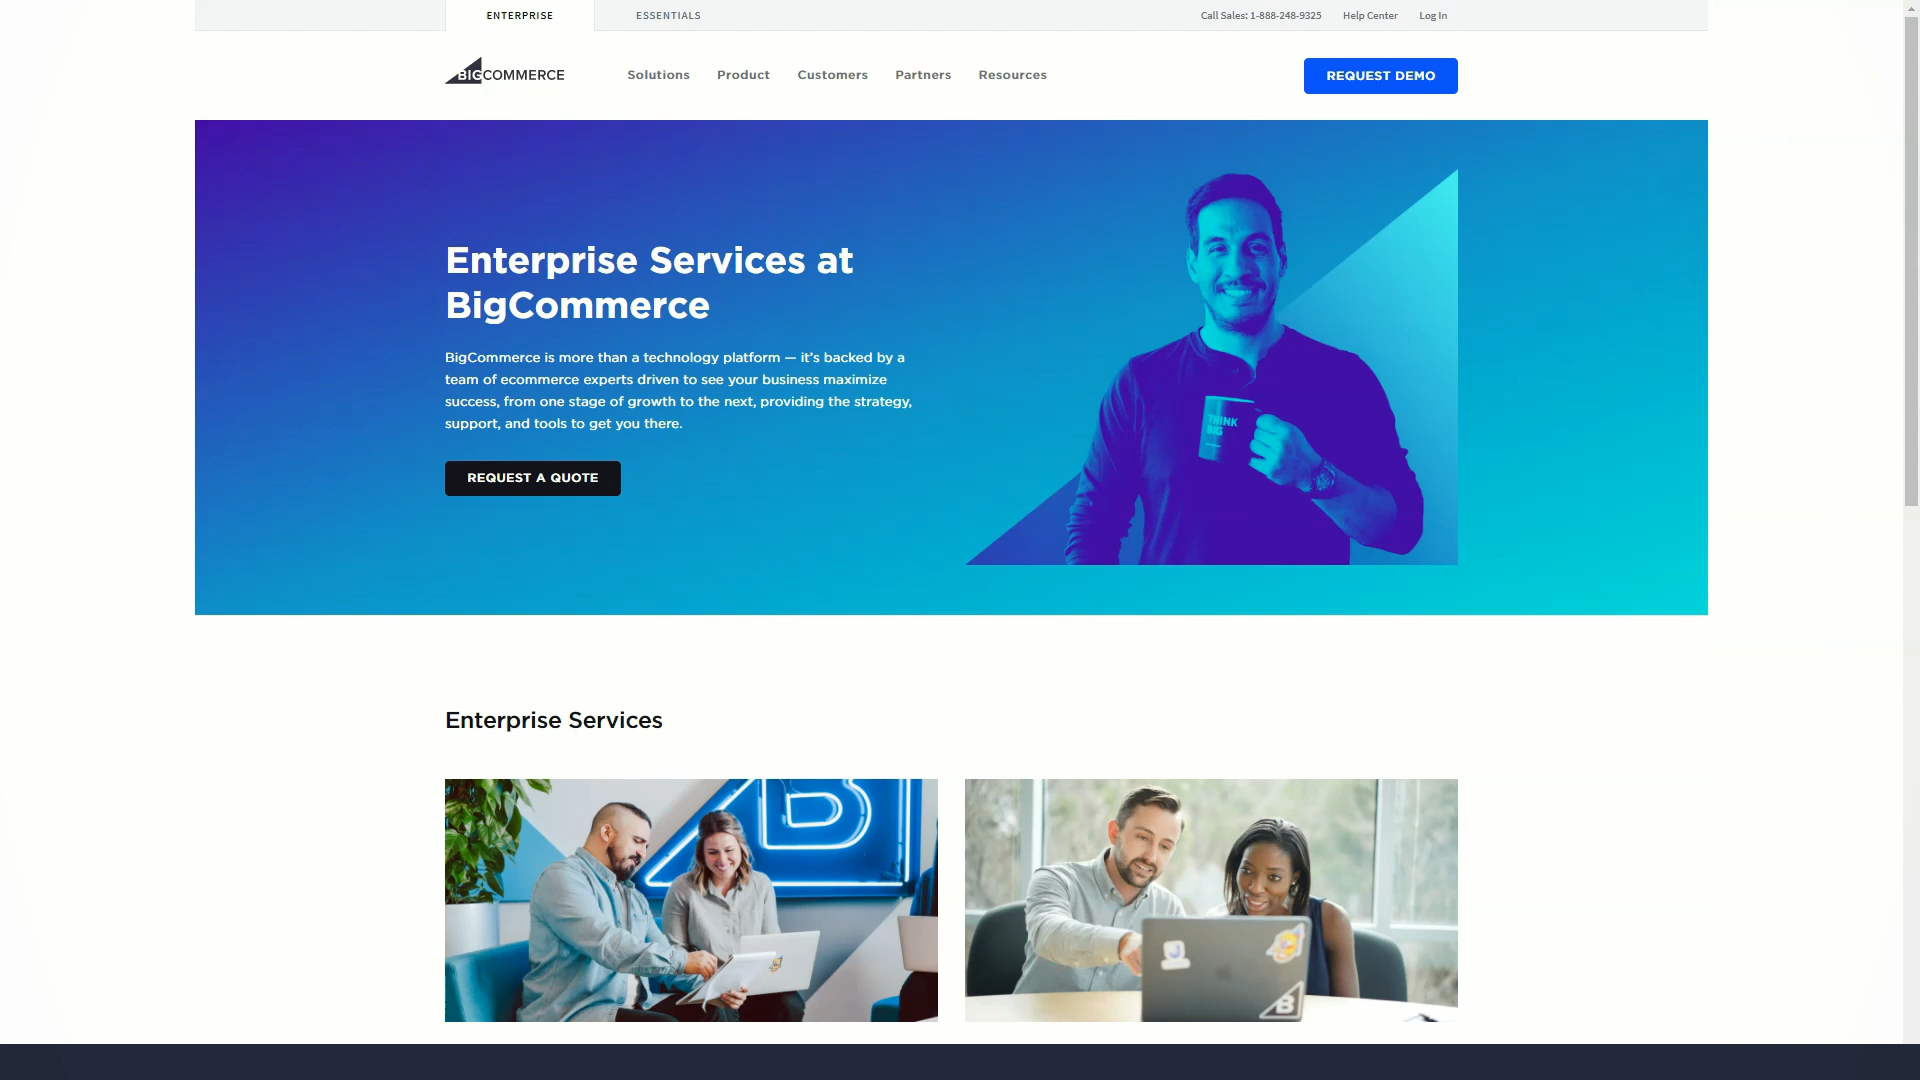 ENTERPRISE
ESSENTIALS
Call Sales: 1-888-248-9325
Help Center
Log In
BIGCOMMERCE
Solutions
Product
Customers
Partners
Resources
REQUEST DEMO
Enterprise Services at
BigCommerce
BigCommerce is more than a technology platform — it's backed by a
team of ecommerce experts driven to see your business maximize
success, from one stage of growth to the next, providing the strategy,
support, and tools to get you there.
REQUEST A QUOTE
THINK
BIG
Enterprise Services
B
B